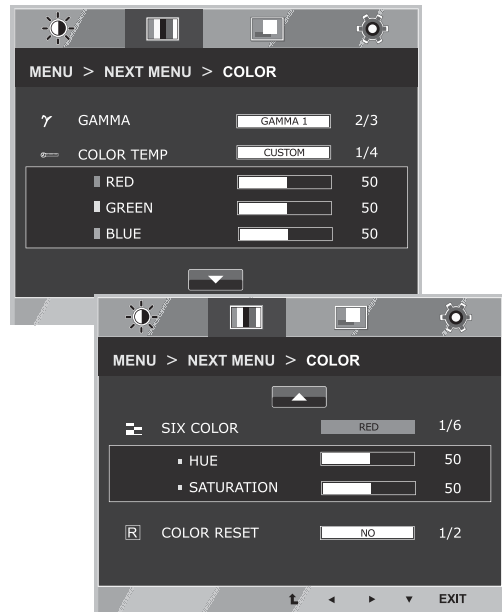 MENU > NEXT MENU > COLOR
γ GAMMA GAMMA 1 2/3
COLOR TEMP CUSTOM 1/4
RED 50
GREEN 50
BLUE 50
MENU > NEXT MENU > COLOR
SIX COLOR RED 1/6
HUE 50
SATURATION 50
R COLOR RESET NO 1/2
EXIT